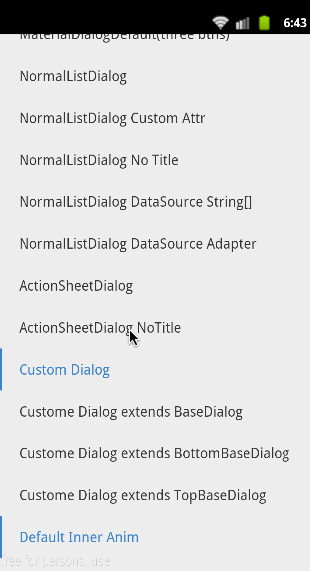 6:43
MaterialDialogDefault(three btns)
NormalListDialog
NormalListDialog Custom Attr
NormalListDialog No Title
NormalListDialog DataSource String[]
NormalListDialog DataSource Adapter
ActionSheetDialog
ActionSheetDialog NoTitle
Custom Dialog
Custome Dialog extends BaseDialog
Custome Dialog extends BottomBaseDialog
Custome Dialog extends TopBaseDialog
Default Inner Anim
free for personal use